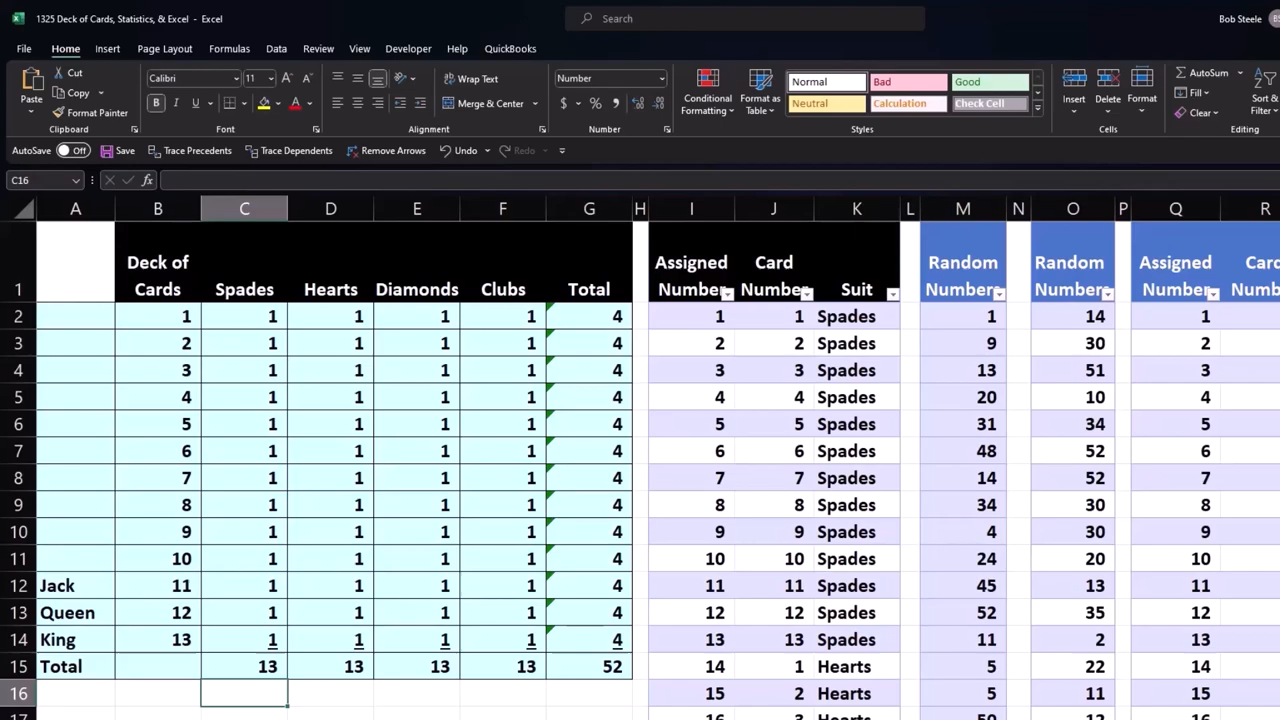 1325 Deck of Cards, Statistics, & Excel - Excel
Search
Bob Steele
File Home Insert Page Layout Formulas Data Review View Developer Help QuickBooks
Paste
Cut
Copy
Format Painter
Clipboard
Calibri 11
B I U
Font
Wrap Text
Merge & Center
Alignment
Number
$ % ,
Number
Conditional Formatting
Format as Table
Normal Bad Good
Neutral Calculation Check Cell
Styles
Insert Delete Format
Cells
AutoSum
Fill
Clear
Sort & Filter
Editing
AutoSave Off Save Trace Precedents Trace Dependents Remove Arrows Undo Redo
C16 fx
A B C D E F G H I J K L M N O P Q R
1 Deck of Cards Spades Hearts Diamonds Clubs Total Assigned Number Card Number Suit Random Numbers Random Numbers Assigned Number
2 1 1 1 1 1 4 1 1 Spades 1 14 1
3 2 1 1 1 1 4 2 2 Spades 9 30 2
4 3 1 1 1 1 4 3 3 Spades 13 51 3
5 4 1 1 1 1 4 4 4 Spades 20 10 4
6 5 1 1 1 1 4 5 5 Spades 31 34 5
7 6 1 1 1 1 4 6 6 Spades 48 52 6
8 7 1 1 1 1 4 7 7 Spades 14 52 7
9 8 1 1 1 1 4 8 8 Spades 34 30 8
10 9 1 1 1 1 4 9 9 Spades 4 30 9
11 10 1 1 1 1 4 10 10 Spades 24 20 10
12 Jack 11 1 1 1 1 4 11 11 Spades 45 13 11
13 Queen 12 1 1 1 1 4 12 12 Spades 52 35 12
14 King 13 1 1 1 1 4 13 13 Spades 11 2 13
15 Total 13 13 13 13 52 14 1 Hearts 5 22 14
16 15 2 Hearts 5 11 15